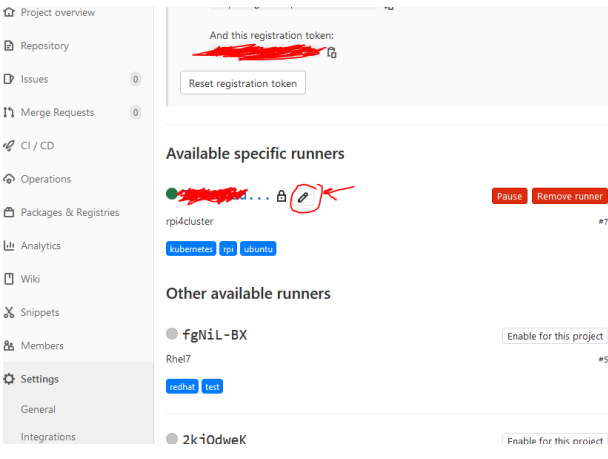 Project overview
Repository
Issues 0
Merge Requests 0
CI / CD
Operations
Packages & Registries
Analytics
Wiki
Snippets
Members
Settings
General
Integrations
And this registration token:
Reset registration token
Available specific runners
...
Pause Remove runner
rpi4cluster #7
kubernetes rpi ubuntu
Other available runners
fgNiL-BX Enable for this project
Rhel7 #5
redhat test
2kjOdweK Enable for this project